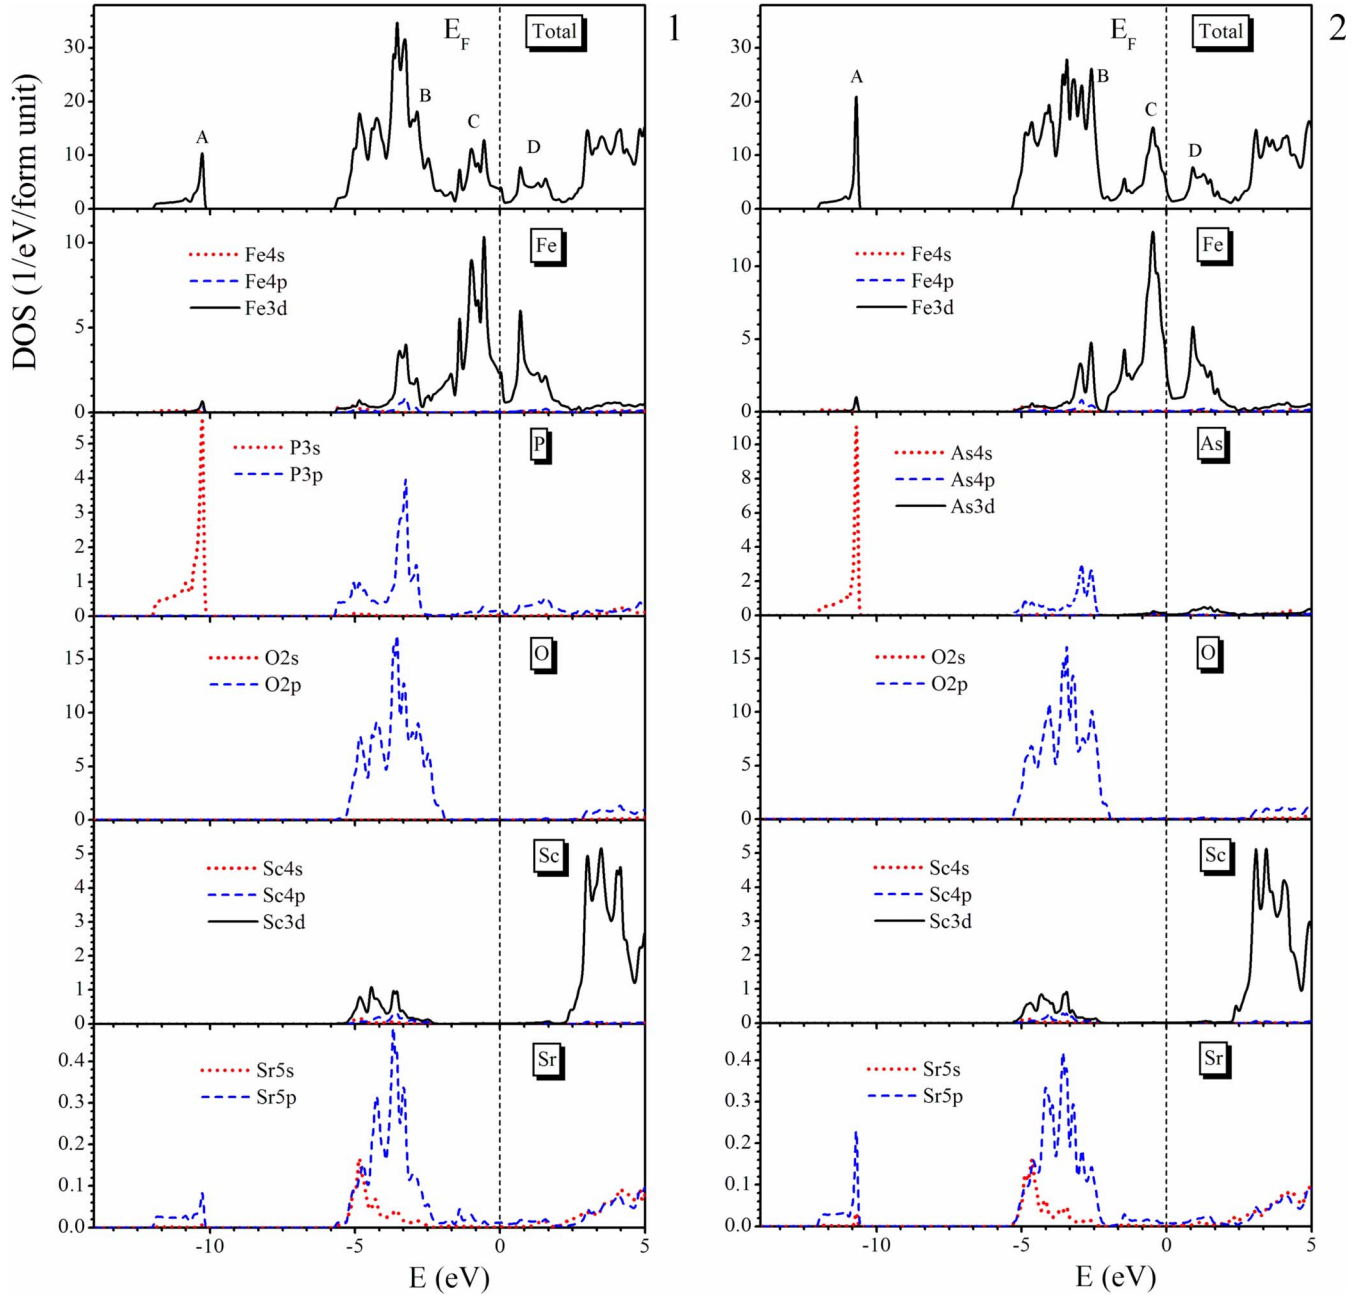 1
DOS (1/eV/form unit)
E_F
Total
A
B
C
D
30
20
10
0
Fe4s
Fe4p
Fe3d
Fe
10
5
0
P3s
P3p
P
5
4
3
2
1
0
O2s
O2p
O
15
10
5
0
Sc4s
Sc4p
Sc3d
Sc
5
4
3
2
1
0
Sr5s
Sr5p
Sr
0.4
0.3
0.2
0.1
0.0
-10 -5 0 5
E (eV)
2
E_F
Total
A
B
C
D
30
20
10
0
Fe4s
Fe4p
Fe3d
Fe
10
5
0
As4s
As4p
As3d
As
10
8
6
4
2
0
O2s
O2p
O
15
10
5
0
Sc4s
Sc4p
Sc3d
Sc
5
4
3
2
1
0
Sr5s
Sr5p
Sr
0.4
0.3
0.2
0.1
0.0
-10 -5 0 5
E (eV)